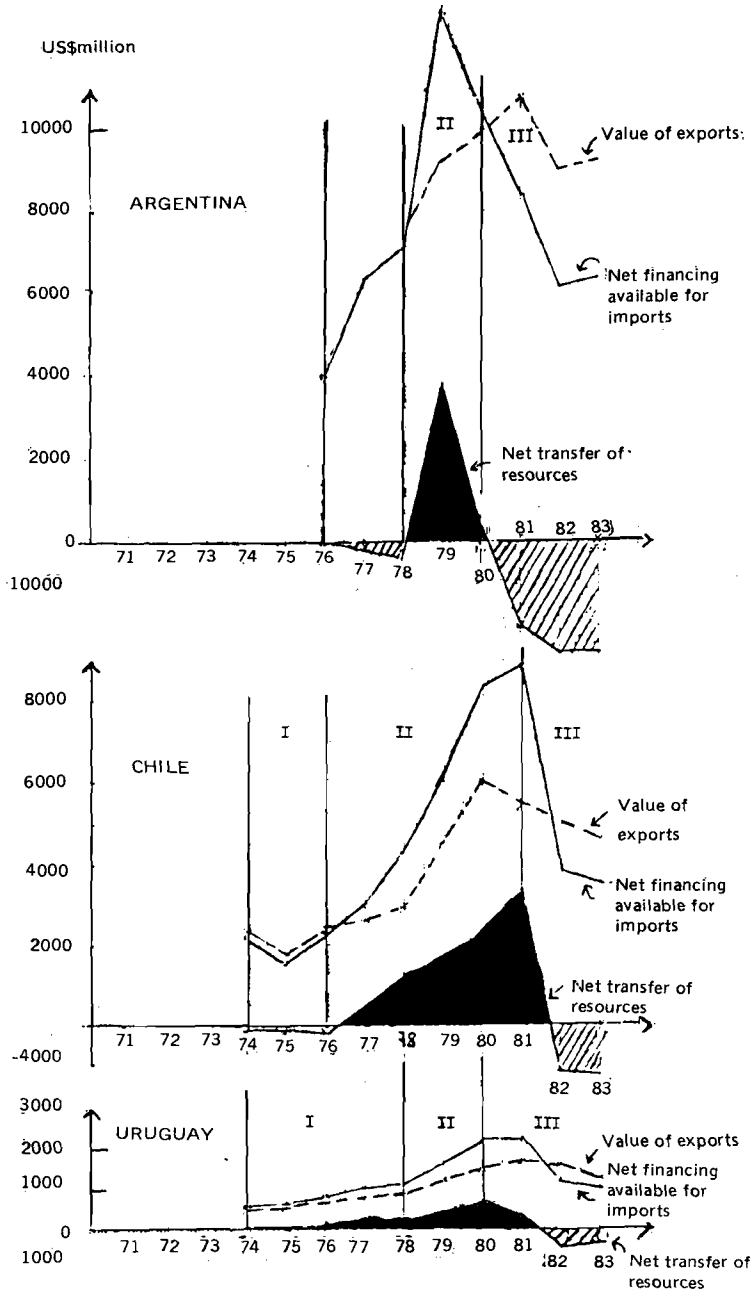 US$million
10000
II
III
Value of exports
8000
ARGENTINA
6000
Net financing
available for
imports
4000
2000
Net transfer of
resources
0
81 82 83
71 72 73 74 75 76 77 78 79 80
10000
8000
I
II
III
CHILE
6000
Value of
exports
4000
Net financing
available for
imports
2000
Net transfer of
resources
71 72 73 74 75 76 77 78 79 80 81
-4000
82 83
3000
URUGUAY
I
II
III
2000
Value of exports
Net financing
available for
imports
1000
0
71 72 73 74 75 76 77 78 79 80 81
82 83
1000
Net transfer of
resources